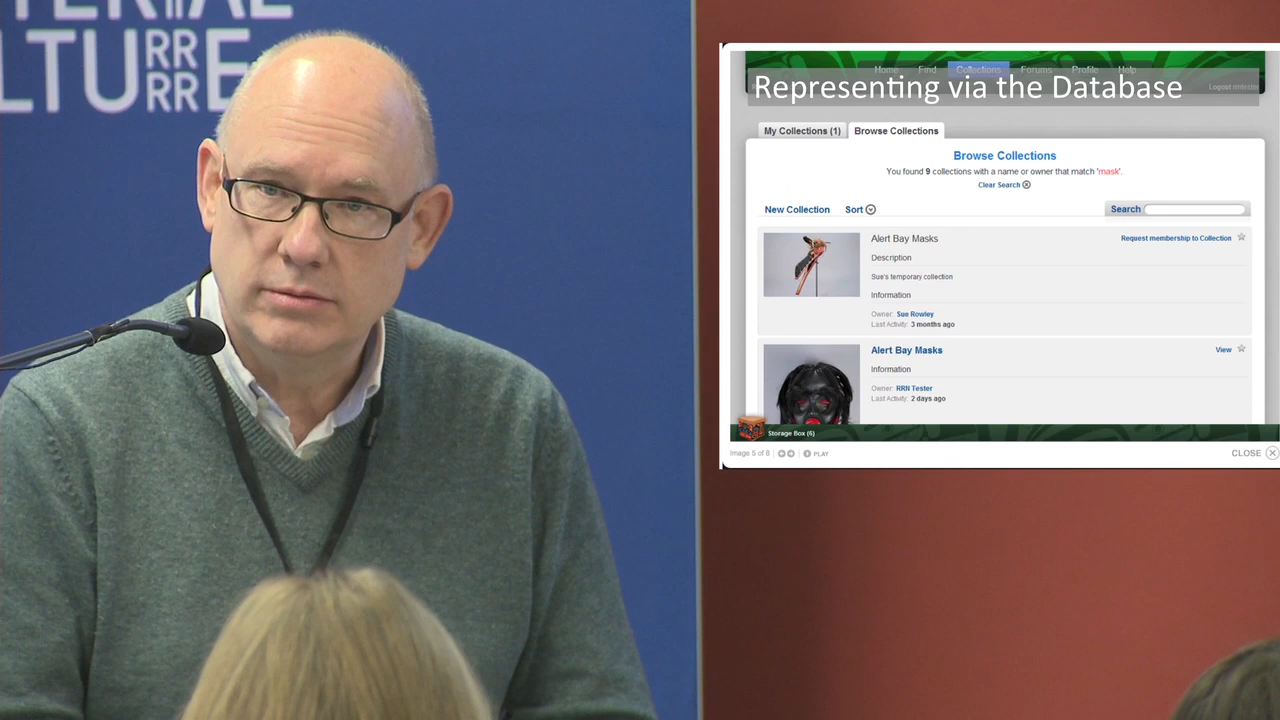 LTU
RR
RR
E
Home Find Collections Forums Profile Help
Representing via the Database
My Collections (1) Browse Collections
Browse Collections
You found 9 collections with a name or owner that match 'mask'.
Clear Search
New Collection Sort Search
Alert Bay Masks Request membership to Collection
Description
Sue's temporary collection
Information
Owner: Sue Rowley
Last Activity: 3 months ago
Alert Bay Masks View
Information
Owner: RRN Tester
Last Activity: 2 days ago
Storage Box (6)
Image 5 of 8 PLAY CLOSE